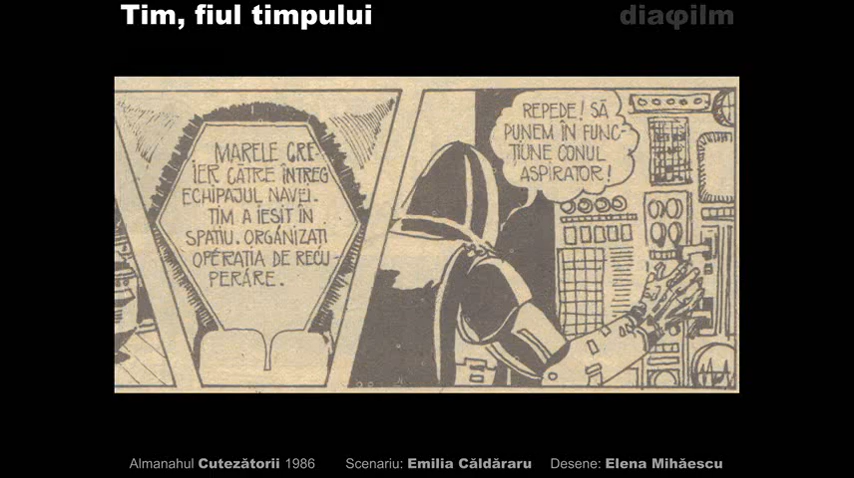 Tim, fiul timpului
diaφilm
MARELE CRE-
IER CĂTRE ÎNTREG
ECHIPAJUL NAVEI.
TIM A IEȘIT ÎN
SPAȚIU. ORGANIZAȚI
OPERAȚIA DE RECU-
PERARE.
REPEDE! SĂ
PUNEM ÎN FUNC-
ȚIUNE CONUL
ASPIRATOR!
Almanahul Cutezătorii 1986 Scenariu: Emilia Căldăraru Desene: Elena Mihăescu